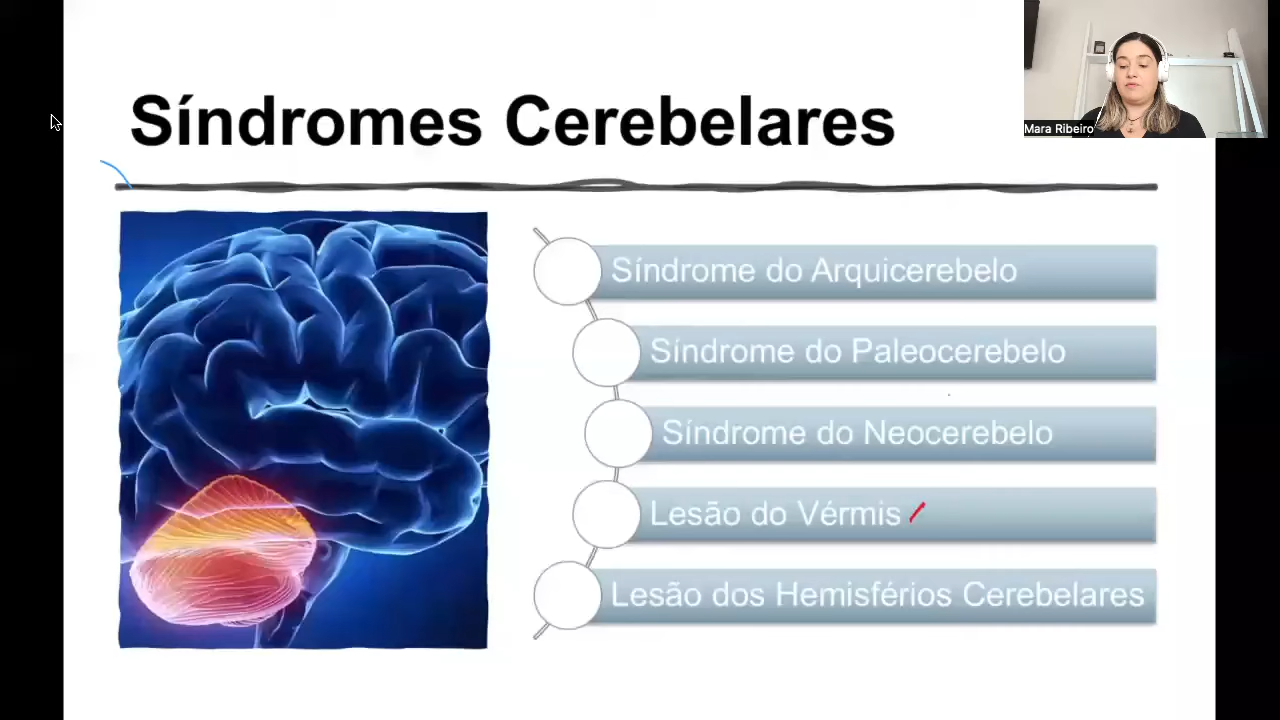 Síndromes Cerebelares
Mara Ribeiro
Síndrome do Arquicerebelo
Síndrome do Paleocerebelo
Síndrome do Neocerebelo
Lesão do Vérmis
Lesão dos Hemisférios Cerebelares